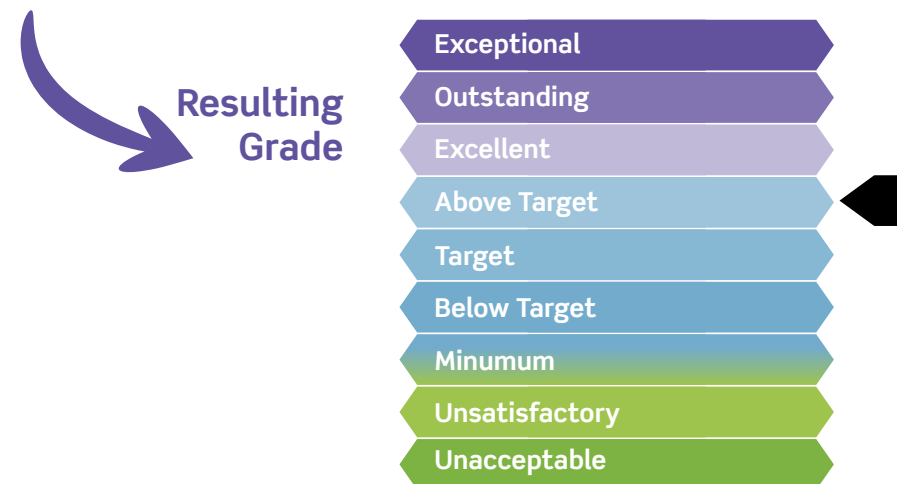 Resulting
Grade
Exceptional
Outstanding
Excellent
Above Target
Target
Below Target
Minumum
Unsatisfactory
Unacceptable